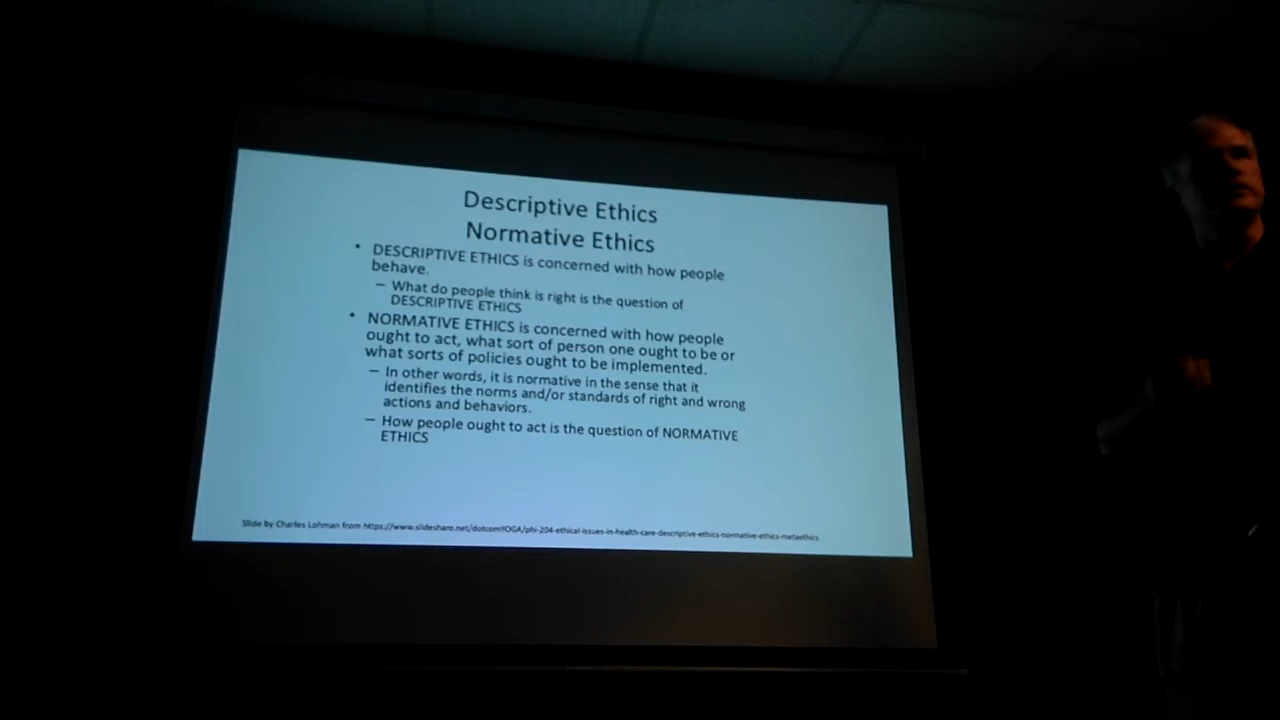 Descriptive Ethics
Normative Ethics
• DESCRIPTIVE ETHICS is concerned with how people
behave.
– What do people think is right is the question of
DESCRIPTIVE ETHICS
• NORMATIVE ETHICS is concerned with how people
ought to act, what sort of person one ought to be or
what sorts of policies ought to be implemented.
– In other words, it is normative in the sense that it
identifies the norms and/or standards of right and wrong
actions and behaviors.
– How people ought to act is the question of NORMATIVE
ETHICS
Slide by Charles Lohman from https://www.slideshare.net/dotcomYOGA/phi-204-ethical-issues-in-health-care-descriptive-ethics-normative-ethics-metaethics